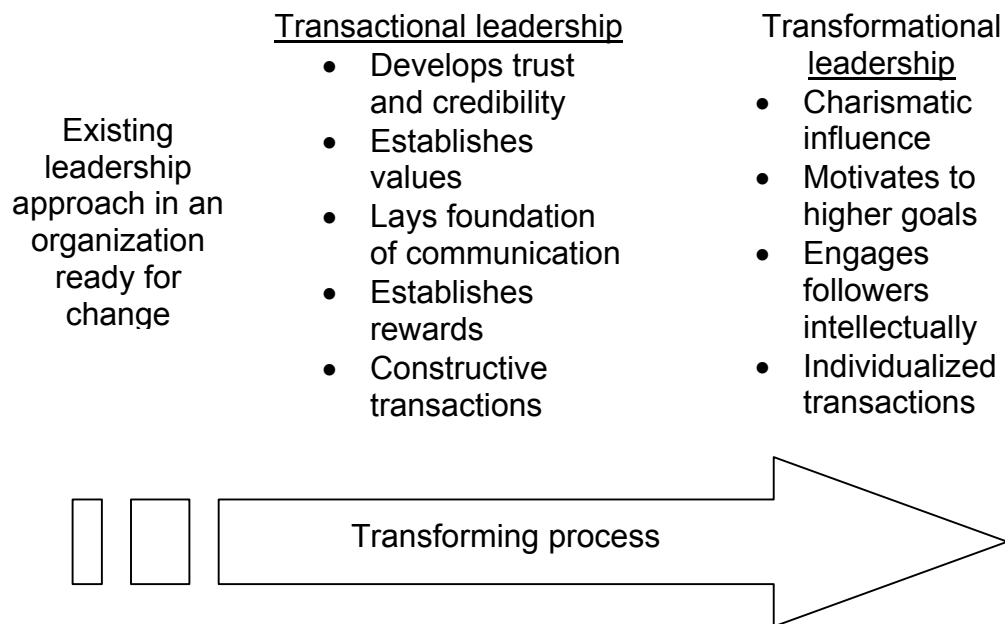 Existing
leadership
approach in an
organization
ready for
change
Transactional leadership
• Develops trust
and credibility
• Establishes
values
• Lays foundation
of communication
• Establishes
rewards
• Constructive
transactions
Transformational
leadership
• Charismatic
influence
• Motivates to
higher goals
• Engages
followers
intellectually
• Individualized
transactions
Transforming process